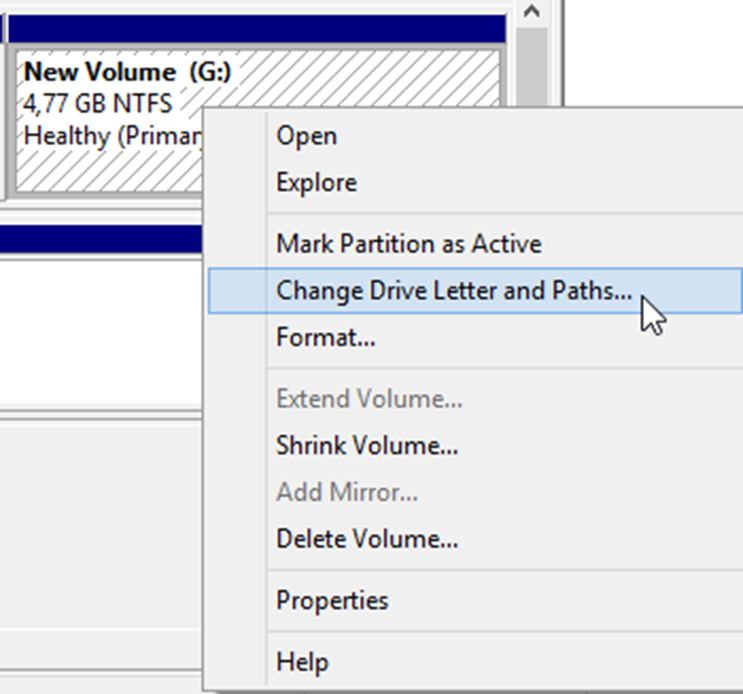 New Volume (G:)
4,77 GB NTFS
Healthy
Open
Explore
Mark Partition as Active
Change Drive Letter and Paths...
Format...
Extend Volume...
Shrink Volume...
Add Mirror...
Delete Volume...
Properties
Help